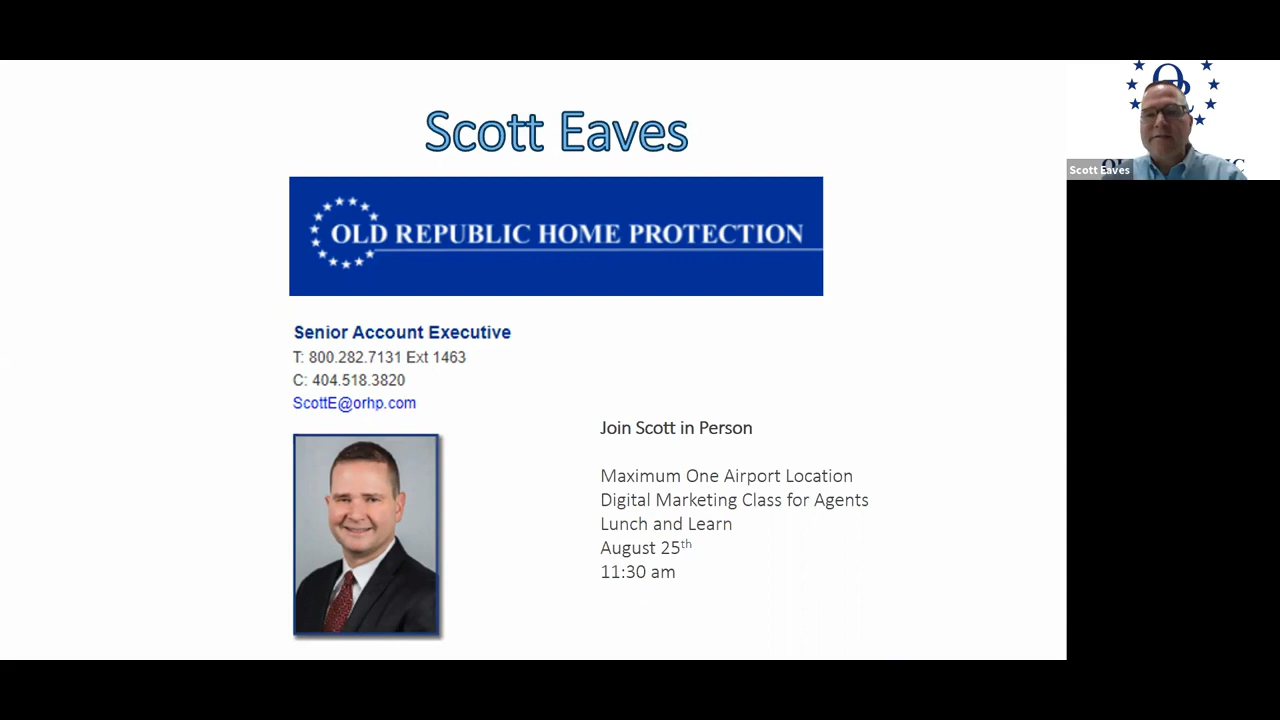 Scott Eaves
OLD REPUBLIC HOME PROTECTION
Senior Account Executive
T: 800.282.7131 Ext 1463
C: 404.518.3820
ScottE@orhp.com
Join Scott in Person
Maximum One Airport Location
Digital Marketing Class for Agents
Lunch and Learn
August 25th
11:30 am
Scott Eaves